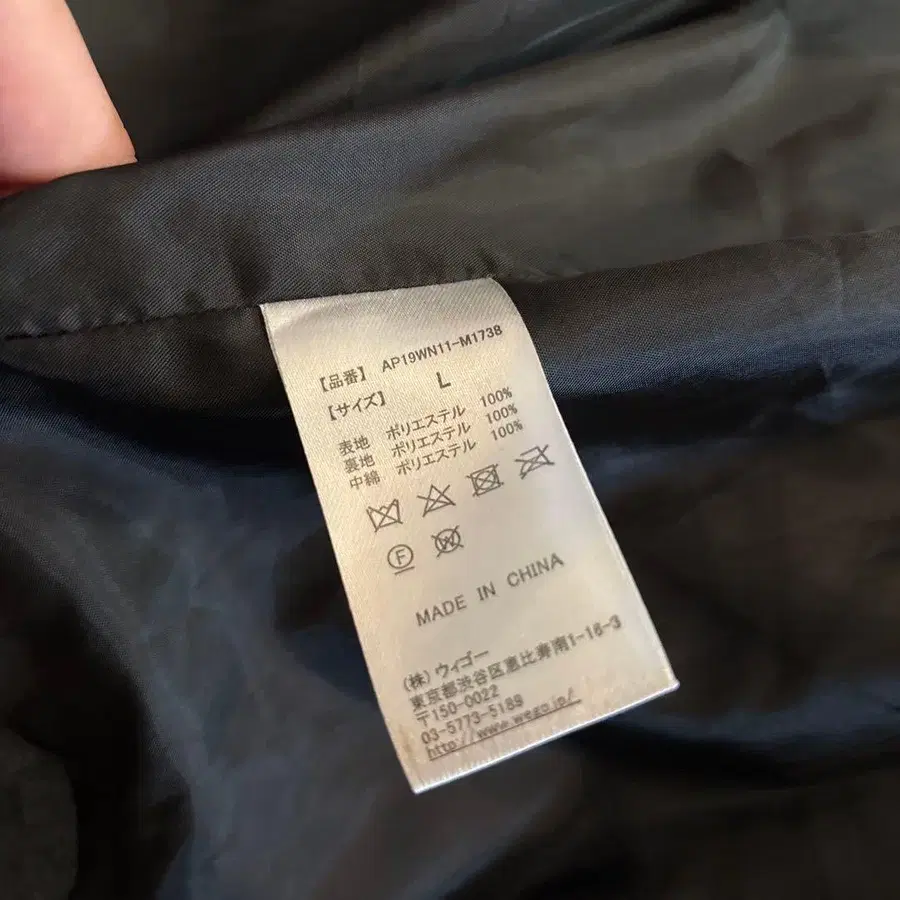 【品番】 AP19WN11-M1738
【サイズ】 L
表地 ポリエステル 100%
裏地 ポリエステル 100%
中綿 ポリエステル 100%
F W
MADE IN CHINA
(株)ウィゴー
東京都渋谷区恵比寿南1-16-3
〒150-0022
03-5773-5188
http://www.wego.jp/